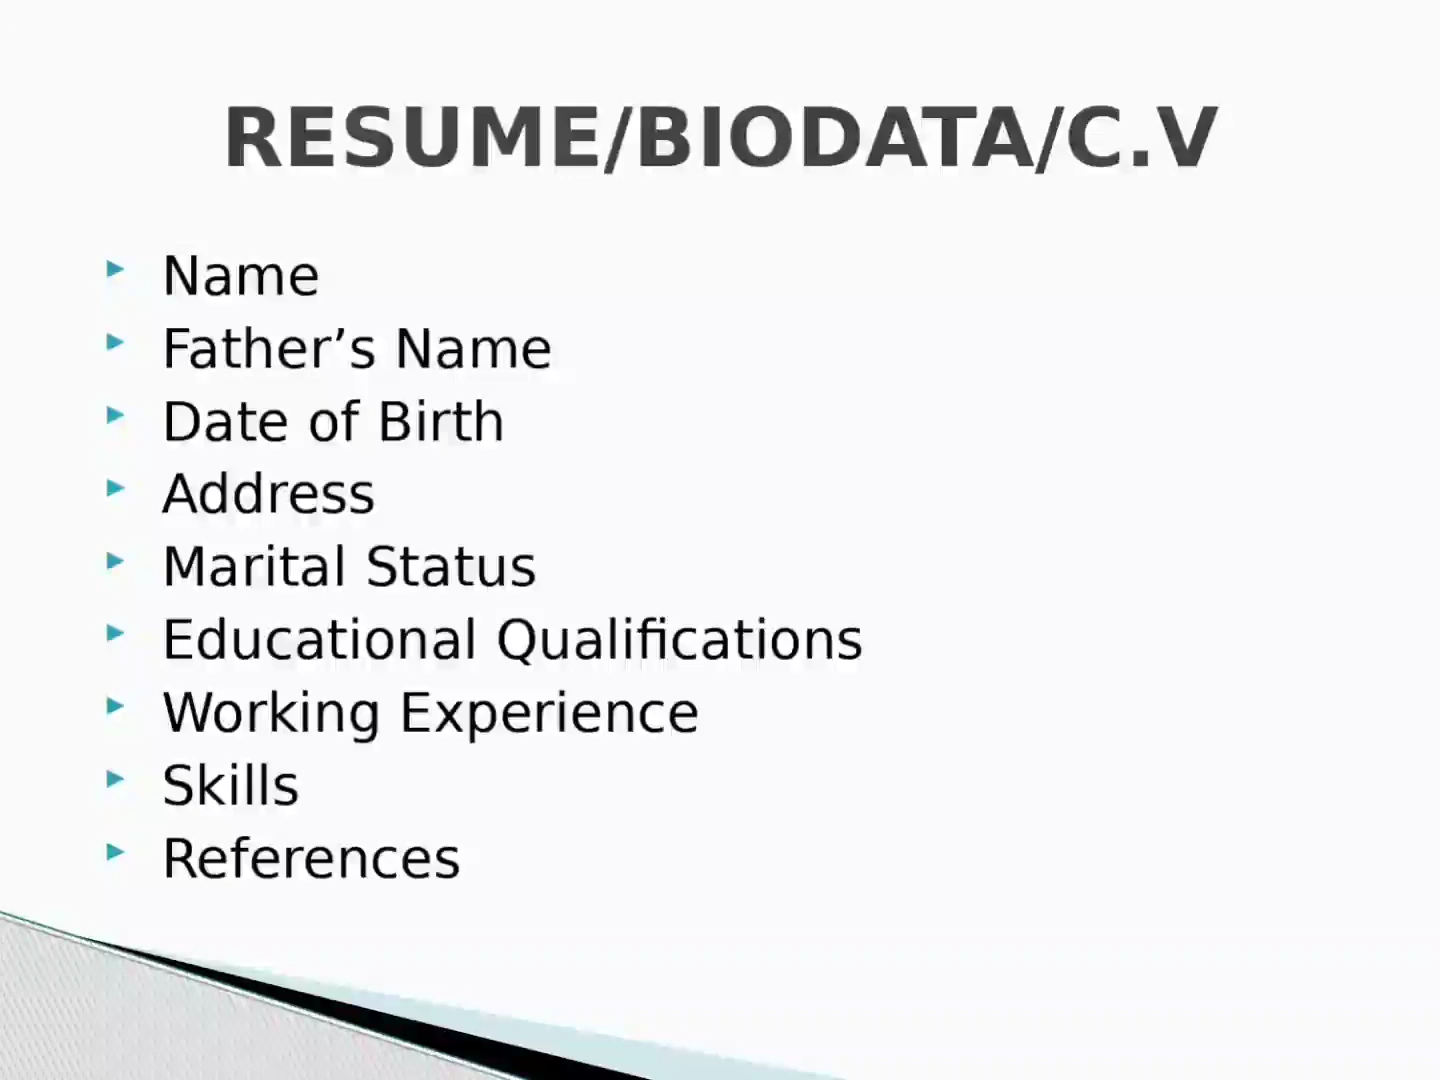 RESUME/BIODATA/C.V
Name
Father’s Name
Date of Birth
Address
Marital Status
Educational Qualifications
Working Experience
Skills
References